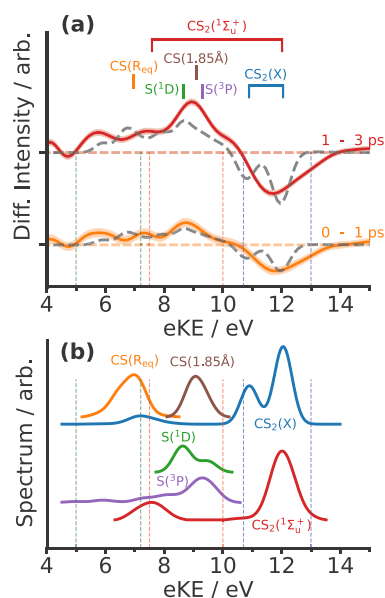 (a)
CS₂(¹Σᵤ⁺)
CS(R_eq)
CS(1.85Å)
S(¹D)
S(³P)
CS₂(X)
Diff. Intensity / arb.
1 - 3 ps
0 - 1 ps
4 6 8 10 12 14
eKE / eV
(b)
CS(R_eq)
CS(1.85Å)
CS₂(X)
S(¹D)
S(³P)
CS₂(¹Σᵤ⁺)
Spectrum / arb.
4 6 8 10 12 14
eKE / eV